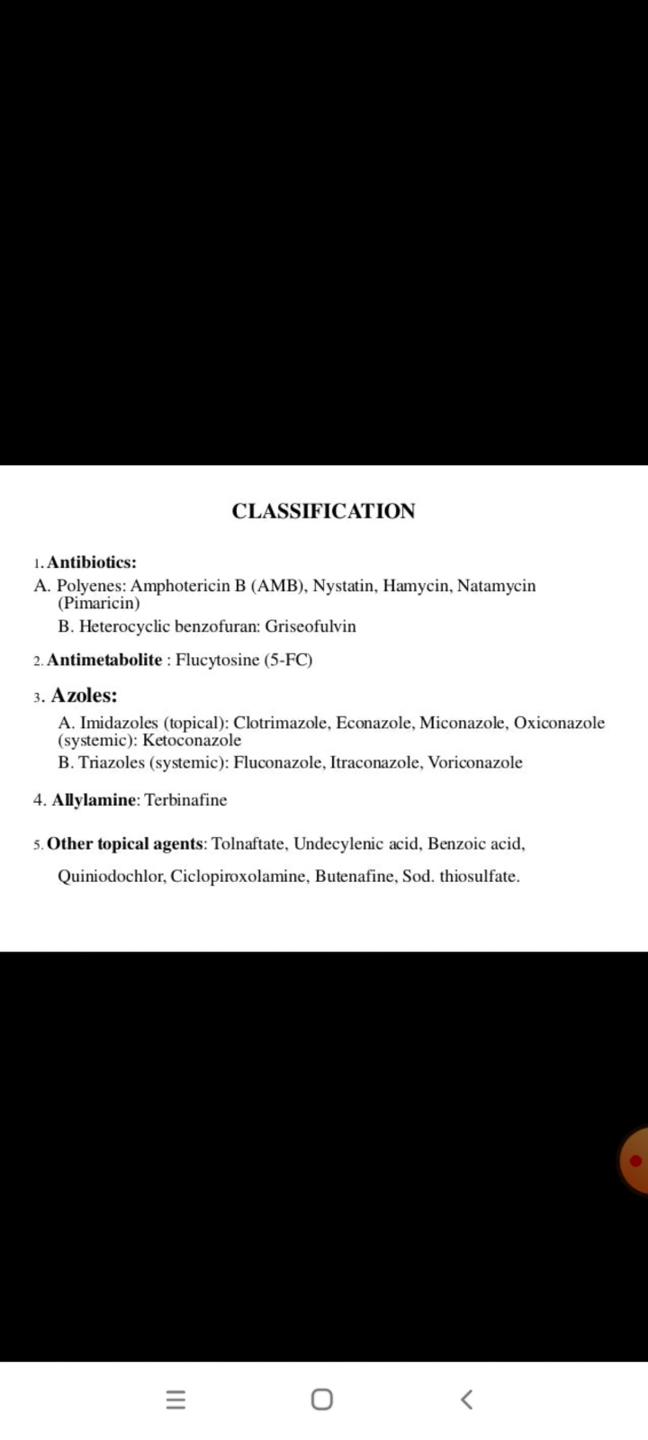 CLASSIFICATION
1. Antibiotics:
A. Polyenes: Amphotericin B (AMB), Nystatin, Hamycin, Natamycin
(Pimaricin)
B. Heterocyclic benzofuran: Griseofulvin
2. Antimetabolite : Flucytosine (5-FC)
3. Azoles:
A. Imidazoles (topical): Clotrimazole, Econazole, Miconazole, Oxiconazole
(systemic): Ketoconazole
B. Triazoles (systemic): Fluconazole, Itraconazole, Voriconazole
4. Allylamine: Terbinafine
5. Other topical agents: Tolnaftate, Undecylenic acid, Benzoic acid,
Quiniodochlor, Ciclopiroxolamine, Butenafine, Sod. thiosulfate.